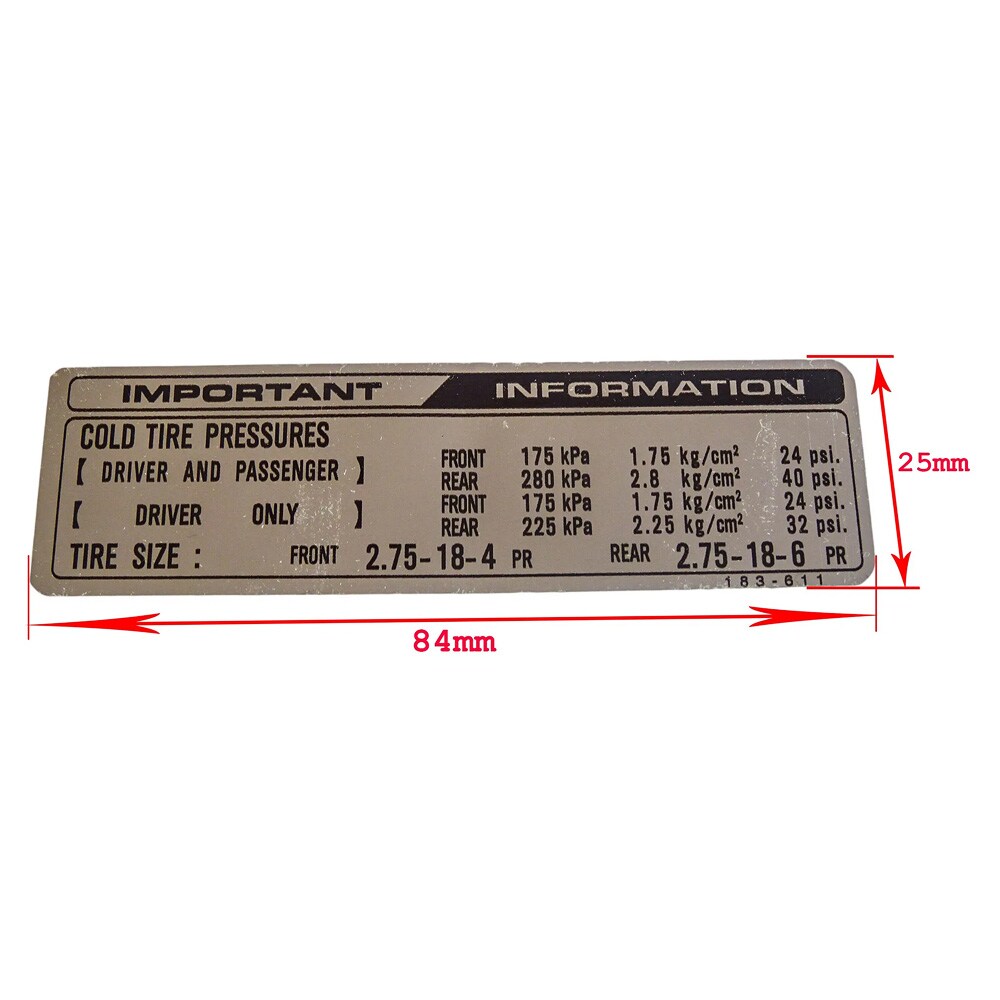 IMPORTANT INFORMATION
COLD TIRE PRESSURES
【 DRIVER AND PASSENGER 】 FRONT 175 kPa 1.75 kg/cm² 24 psi.
REAR 280 kPa 2.8 kg/cm² 40 psi.
【 DRIVER ONLY 】 FRONT 175 kPa 1.75 kg/cm² 24 psi.
REAR 225 kPa 2.25 kg/cm² 32 psi.
TIRE SIZE : FRONT 2.75-18-4 PR REAR 2.75-18-6 PR
183-611
25mm
84mm